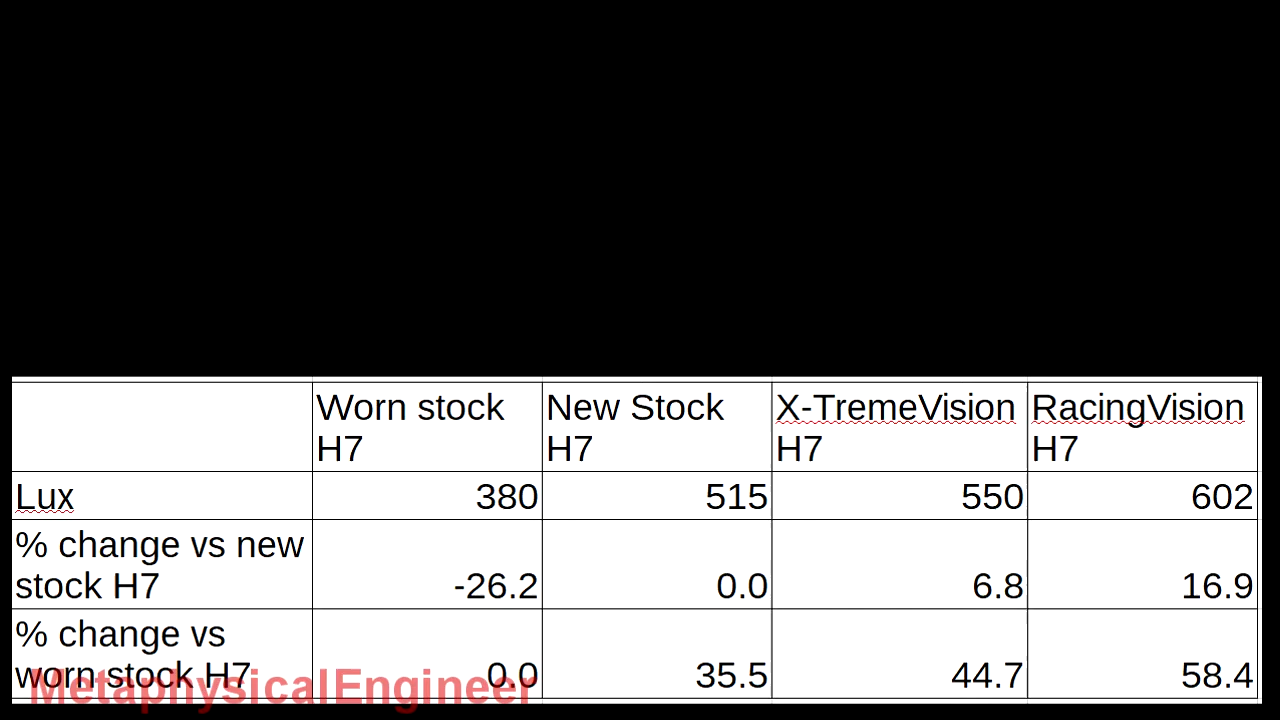 Worn stock H7 New Stock H7 X-TremeVision H7 RacingVision H7
Lux 380 515 550 602
% change vs new stock H7 -26.2 0.0 6.8 16.9
% change vs worn stock H7 0.0 35.5 44.7 58.4
MetaphysicalEngineer